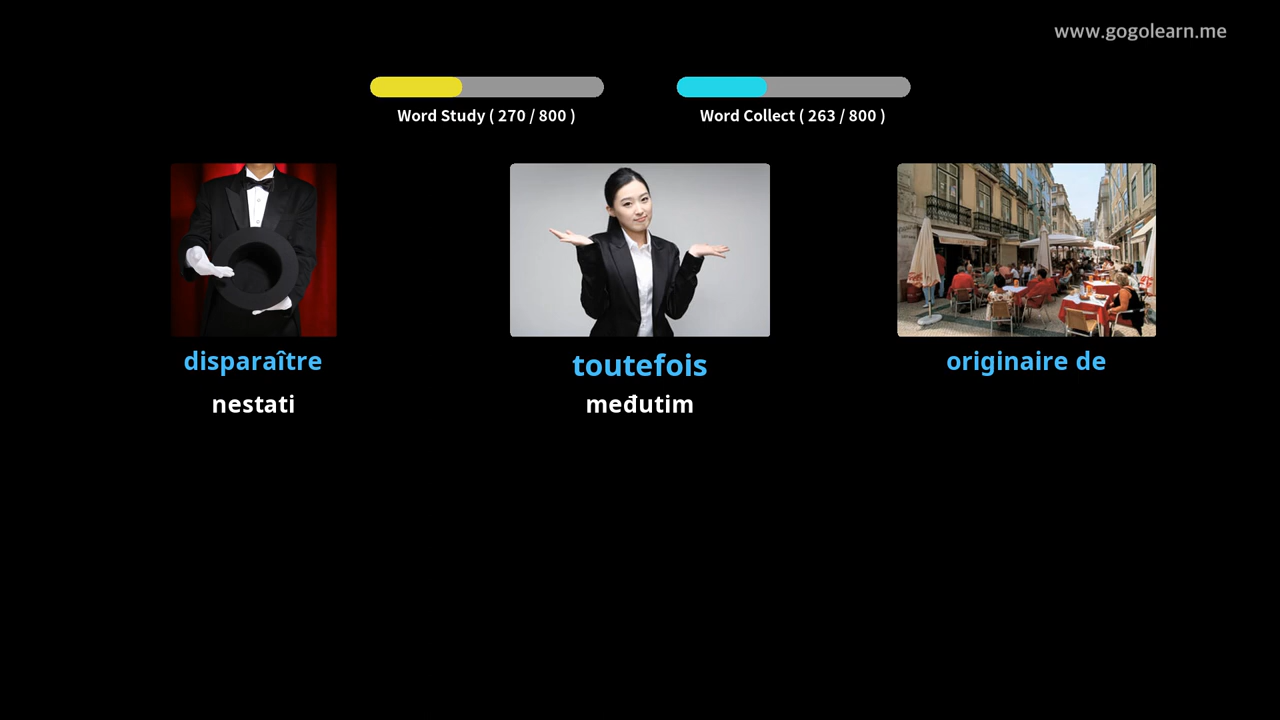 www.gogolearn.me
Word Study ( 270 / 800 )
Word Collect ( 263 / 800 )
disparaître
toutefois
originaire de
nestati
međutim